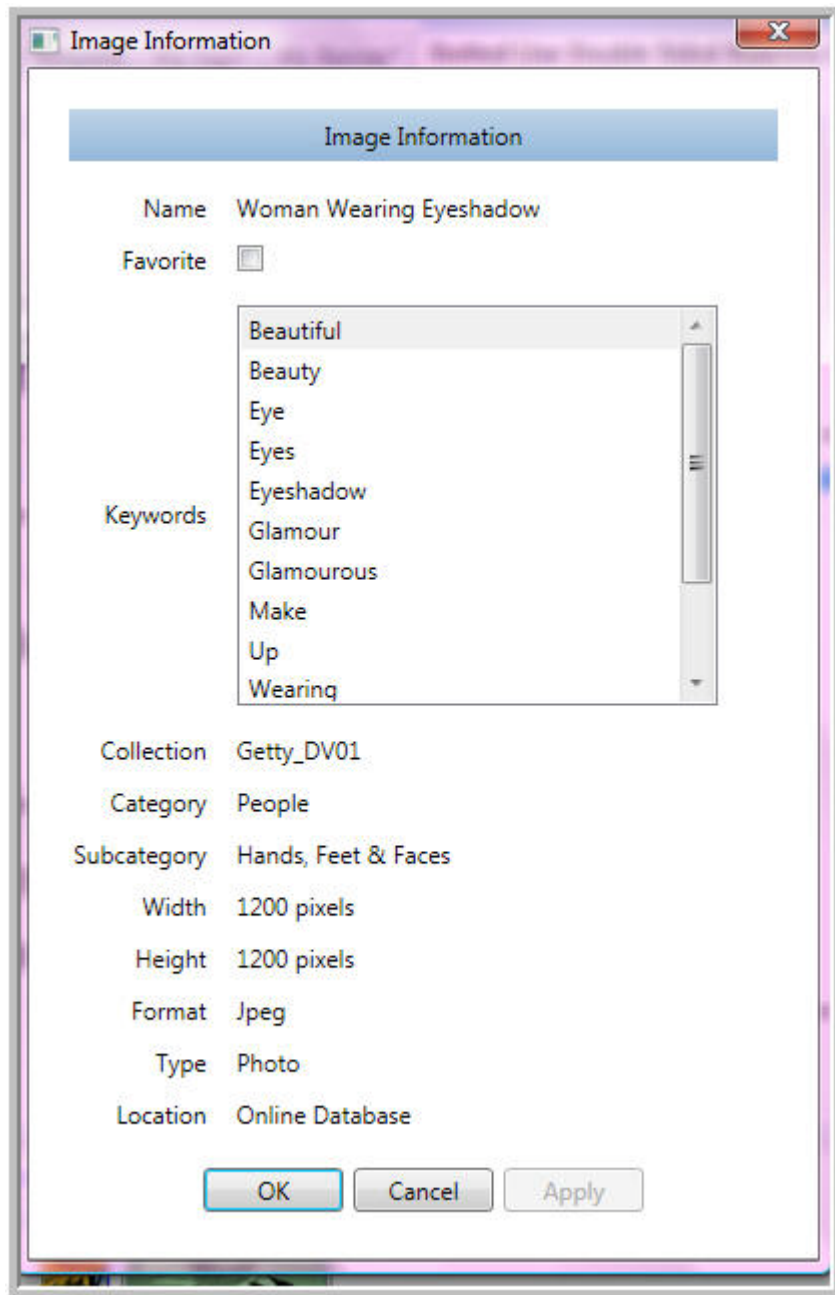 Image Information
Image Information
Name Woman Wearing Eyeshadow
Favorite
Beautiful
Beauty
Eye
Eyes
Eyeshadow
Keywords
Glamour
Glamourous
Make
Up
Wearing
Collection Getty_DV01
Category People
Subcategory Hands, Feet & Faces
Width 1200 pixels
Height 1200 pixels
Format Jpeg
Type Photo
Location Online Database
OK Cancel Apply